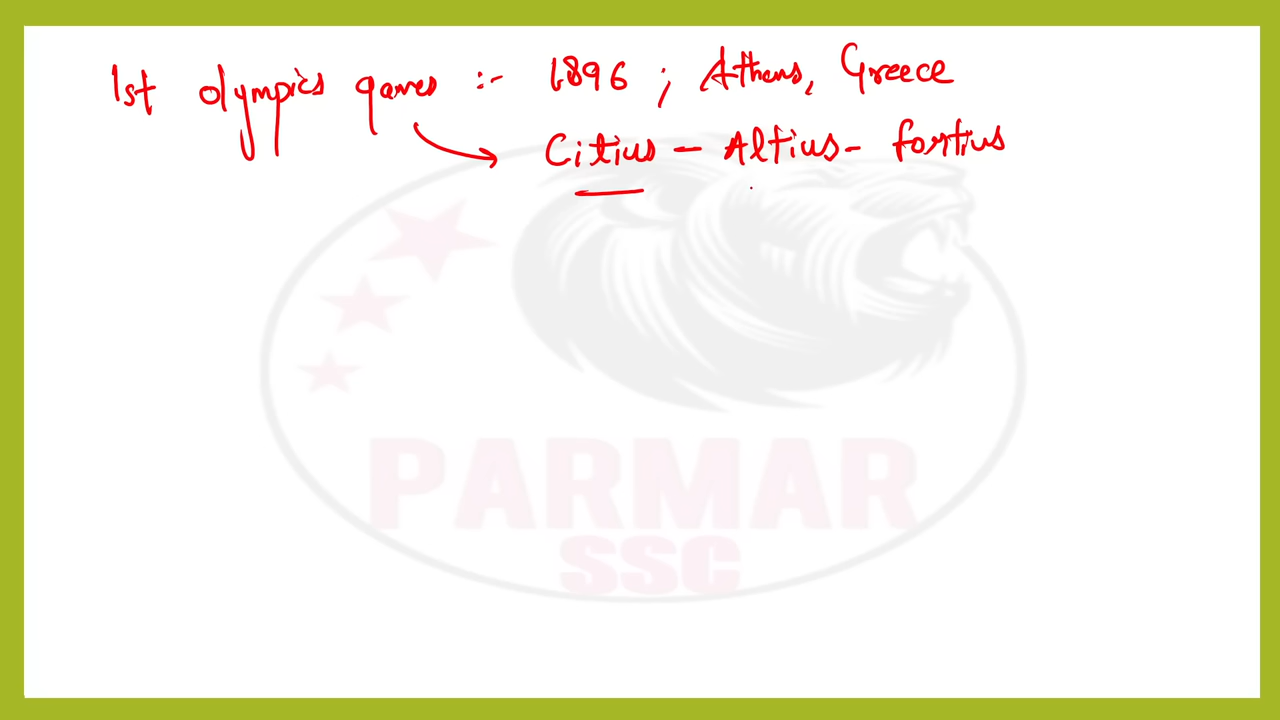 1st olympics games :- 1896 ; Athens, Greece
Citius - Altius - fortius
PARMAR
SSC